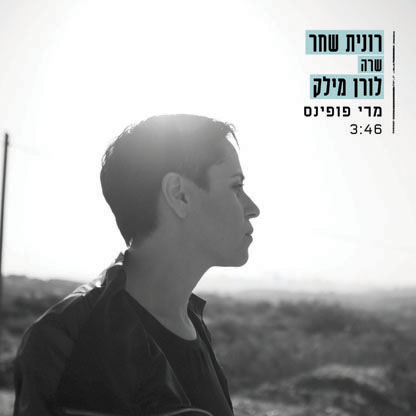 רונית שחר
שרה
לורן מילק
מרי פופינס
3:46